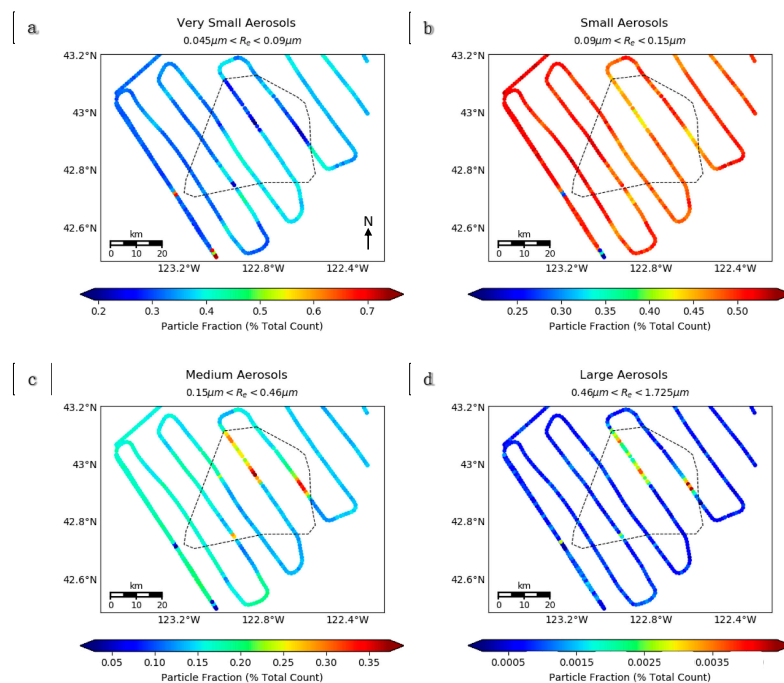 a
Very Small Aerosols
0.045μm < Rₑ < 0.09μm
43.2°N
43°N
42.8°N
42.6°N
km
0 10 20
N
123.2°W 122.8°W 122.4°W
0.2 0.3 0.4 0.5 0.6 0.7
Particle Fraction (% Total Count)
b
Small Aerosols
0.09μm < Rₑ < 0.15μm
43.2°N
43°N
42.8°N
42.6°N
km
0 10 20
123.2°W 122.8°W 122.4°W
0.25 0.30 0.35 0.40 0.45 0.50
Particle Fraction (% Total Count)
c
Medium Aerosols
0.15μm < Rₑ < 0.46μm
43.2°N
43°N
42.8°N
42.6°N
km
0 10 20
123.2°W 122.8°W 122.4°W
0.05 0.10 0.15 0.20 0.25 0.30 0.35
Particle Fraction (% Total Count)
d
Large Aerosols
0.46μm < Rₑ < 1.725μm
43.2°N
43°N
42.8°N
42.6°N
km
0 10 20
123.2°W 122.8°W 122.4°W
0.0005 0.0015 0.0025 0.0035
Particle Fraction (% Total Count)